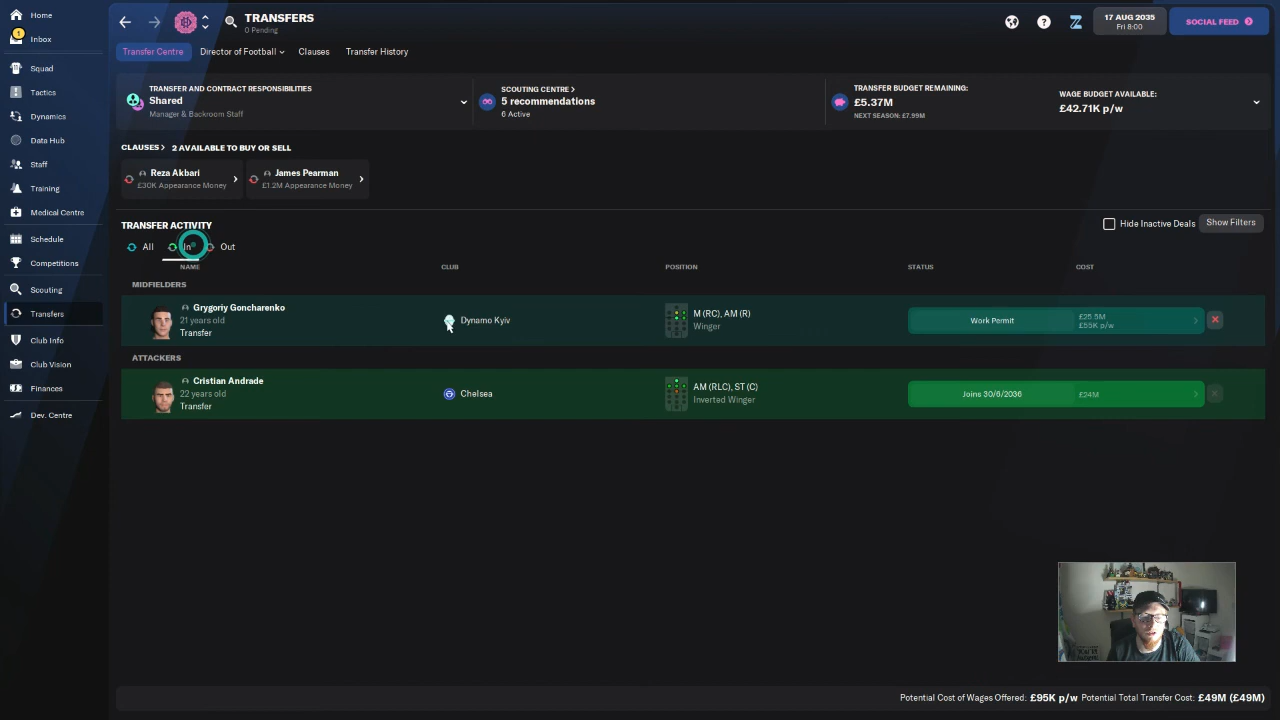 Home
1
Inbox
Squad
Tactics
Dynamics
Data Hub
Staff
Training
Medical Centre
Schedule
Competitions
Scouting
Transfers
Club Info
Club Vision
Finances
Dev. Centre
TRANSFERS
0 Pending
17 AUG 2035
Fri 8:00
SOCIAL FEED
Transfer Centre
Director of Football
Clauses
Transfer History
TRANSFER AND CONTRACT RESPONSIBILITIES
Shared
Manager & Backroom Staff
SCOUTING CENTRE >
5 recommendations
6 Active
TRANSFER BUDGET REMAINING:
£5.37M
NEXT SEASON: £7.99M
WAGE BUDGET AVAILABLE:
£42.71K p/w
CLAUSES > 2 AVAILABLE TO BUY OR SELL
Reza Akbari
£30K Appearance Money
James Pearman
£1.2M Appearance Money
TRANSFER ACTIVITY
Hide Inactive Deals
Show Filters
All
In
Out
NAME CLUB POSITION STATUS COST
MIDFIELDERS
Grygoriy Goncharenko
21 years old
Transfer
Dynamo Kyiv
M (RC), AM (R)
Winger
Work Permit
£25.5M
£55K p/w
ATTACKERS
Cristian Andrade
22 years old
Transfer
Chelsea
AM (RLC), ST (C)
Inverted Winger
Joins 30/6/2036
£24M
Potential Cost of Wages Offered: £95K p/w Potential Total Transfer Cost: £49M (£49M)